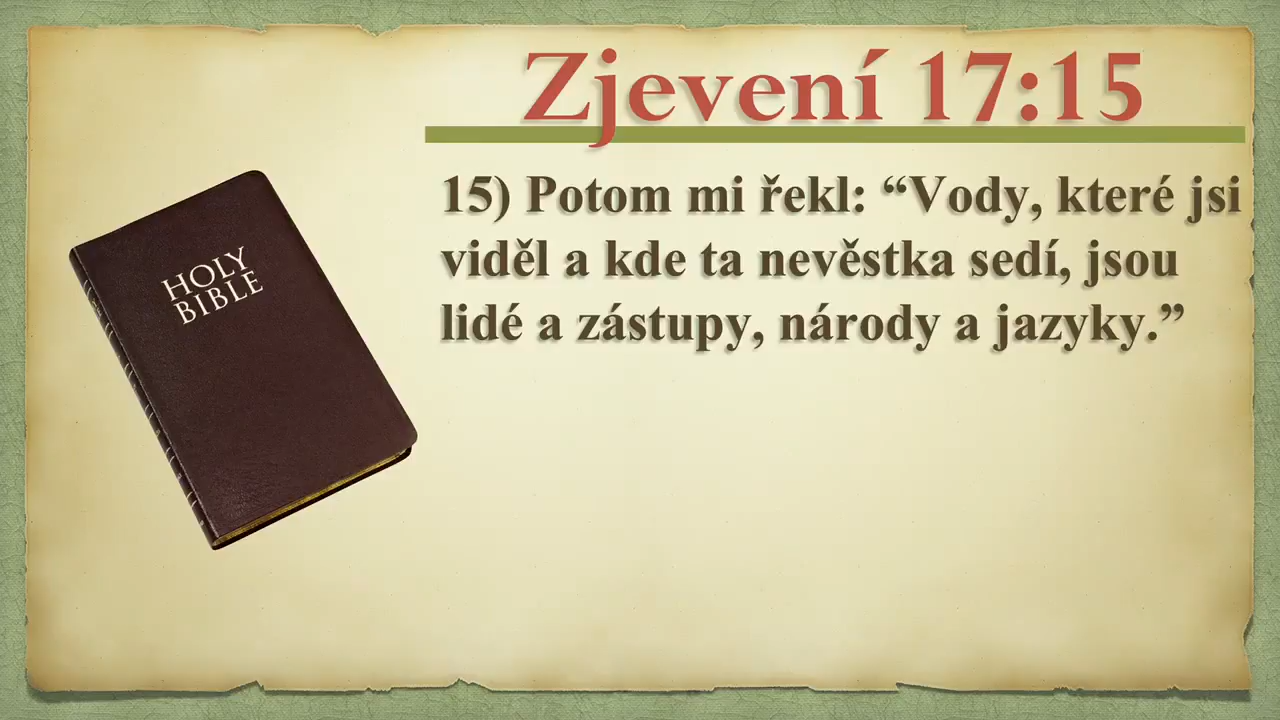 Zjevení 17:15
HOLY
BIBLE
15) Potom mi řekl: “Vody, které jsi
viděl a kde ta nevěstka sedí, jsou
lidé a zástupy, národy a jazyky.”